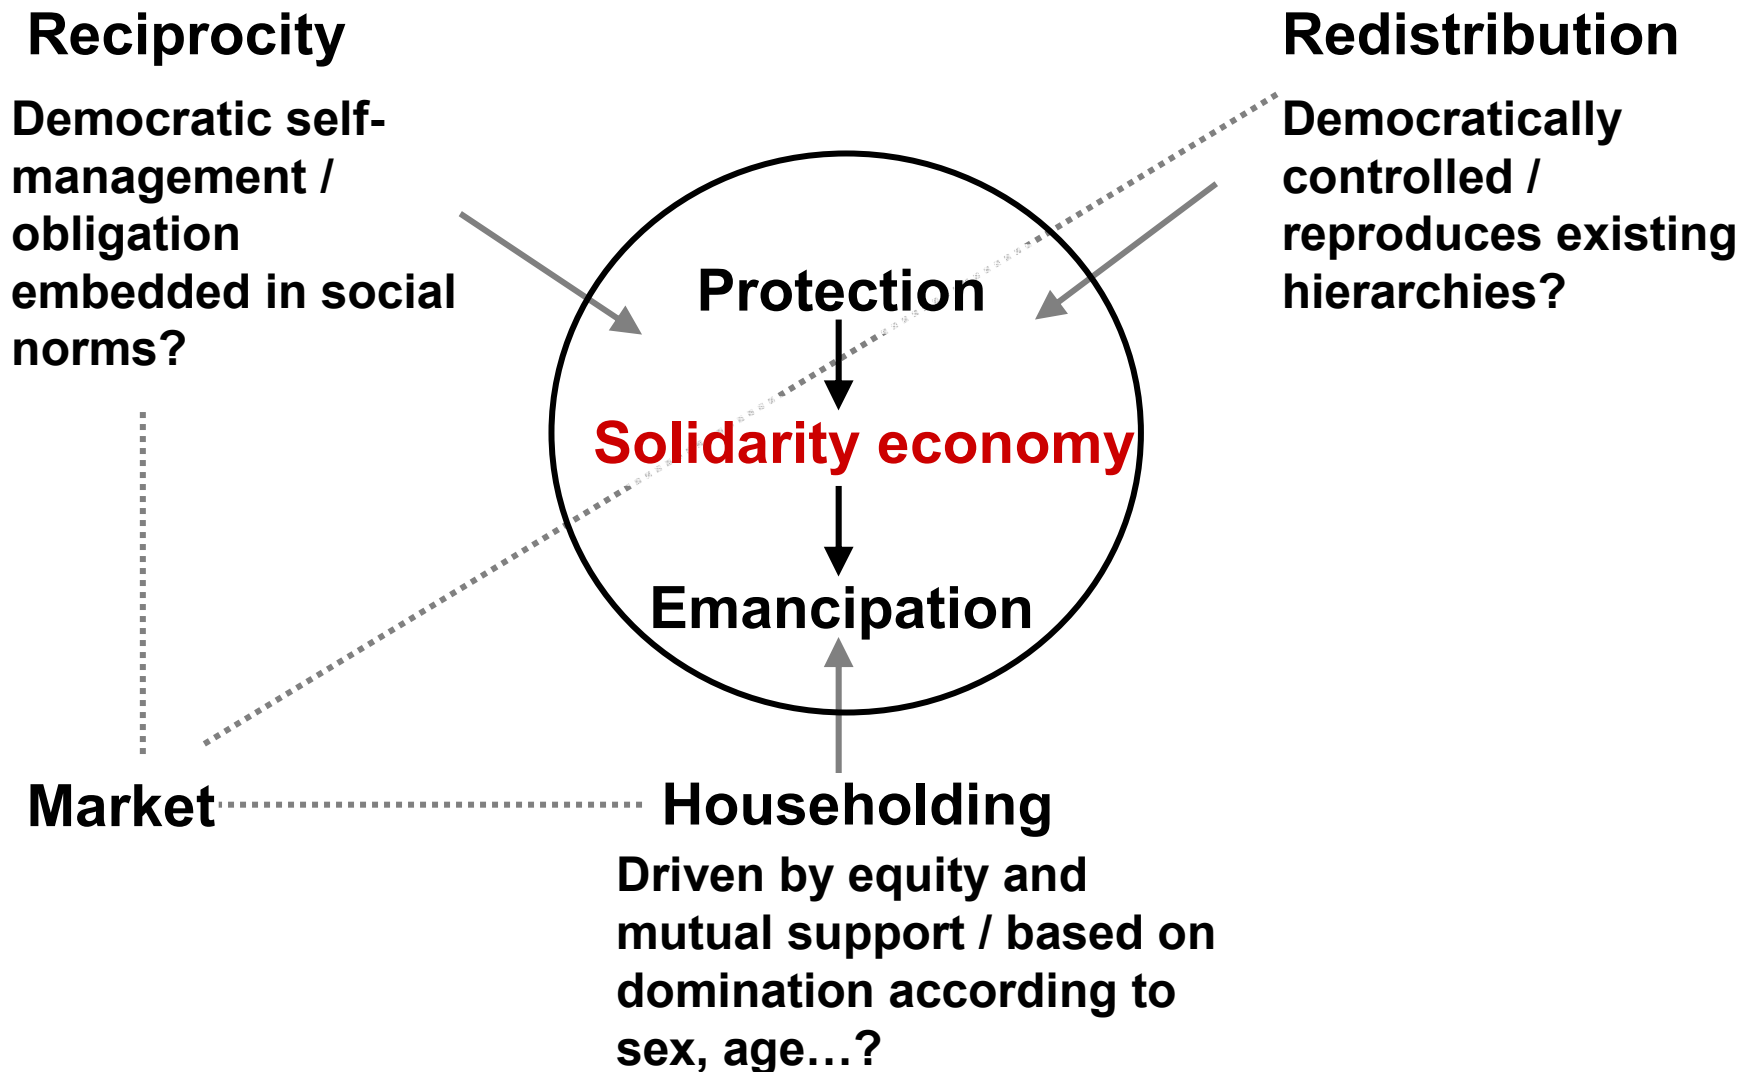 Reciprocity
Democratic self-
management /
obligation
embedded in social
norms?
Redistribution
Democratically
controlled /
reproduces existing
hierarchies?
Protection
Solidarity economy
Emancipation
Market
Householding
Driven by equity and
mutual support / based on
domination according to
sex, age…?